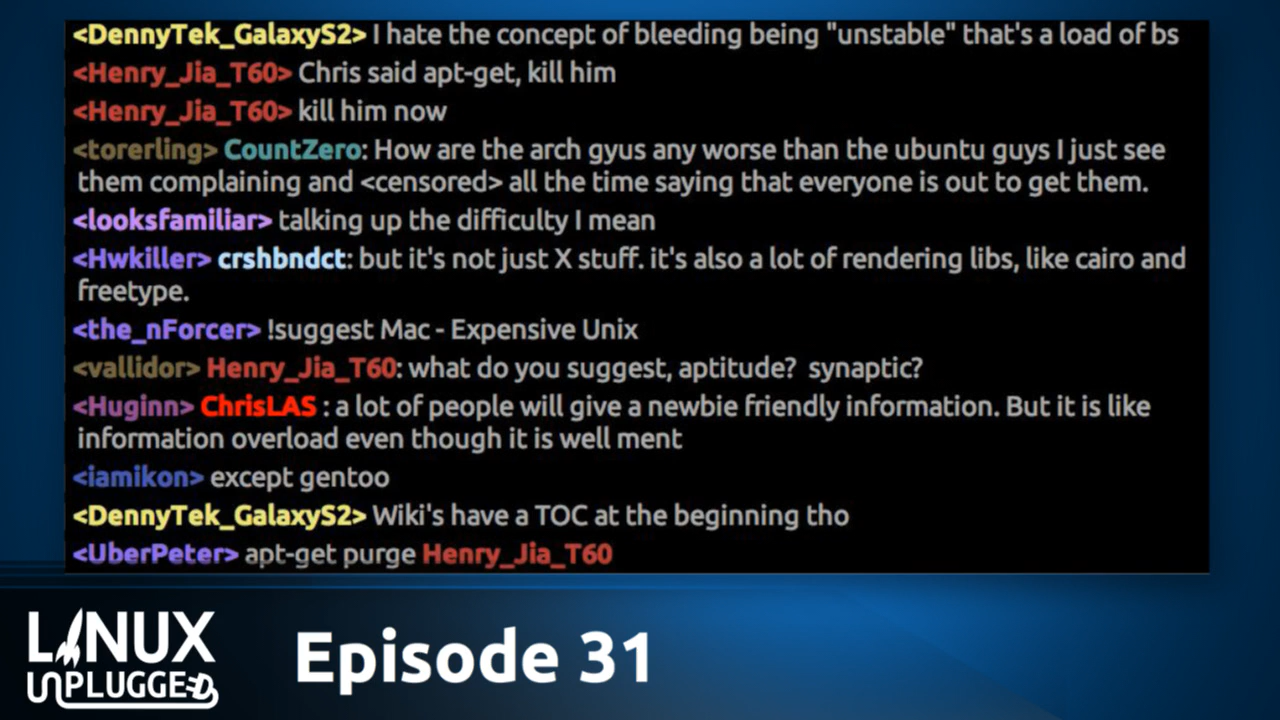 <DennyTek_GalaxyS2> I hate the concept of bleeding being "unstable" that's a load of bs
<Henry_Jia_T60> Chris said apt-get, kill him
<Henry_Jia_T60> kill him now
<torerling> CountZero: How are the arch gyus any worse than the ubuntu guys I just see
them complaining and <censored> all the time saying that everyone is out to get them.
<looksfamiliar> talking up the difficulty I mean
<Hwkiller> crshbndct: but it's not just X stuff. it's also a lot of rendering libs, like cairo and
freetype.
<the_nForcer> !suggest Mac - Expensive Unix
<vallidor> Henry_Jia_T60: what do you suggest, aptitude?  synaptic?
<Huginn> ChrisLAS : a lot of people will give a newbie friendly information. But it is like
information overload even though it is well ment
<iamikon> except gentoo
<DennyTek_GalaxyS2> Wiki's have a TOC at the beginning tho
<UberPeter> apt-get purge Henry_Jia_T60
LINUX
UNPLUGGED
Episode 31